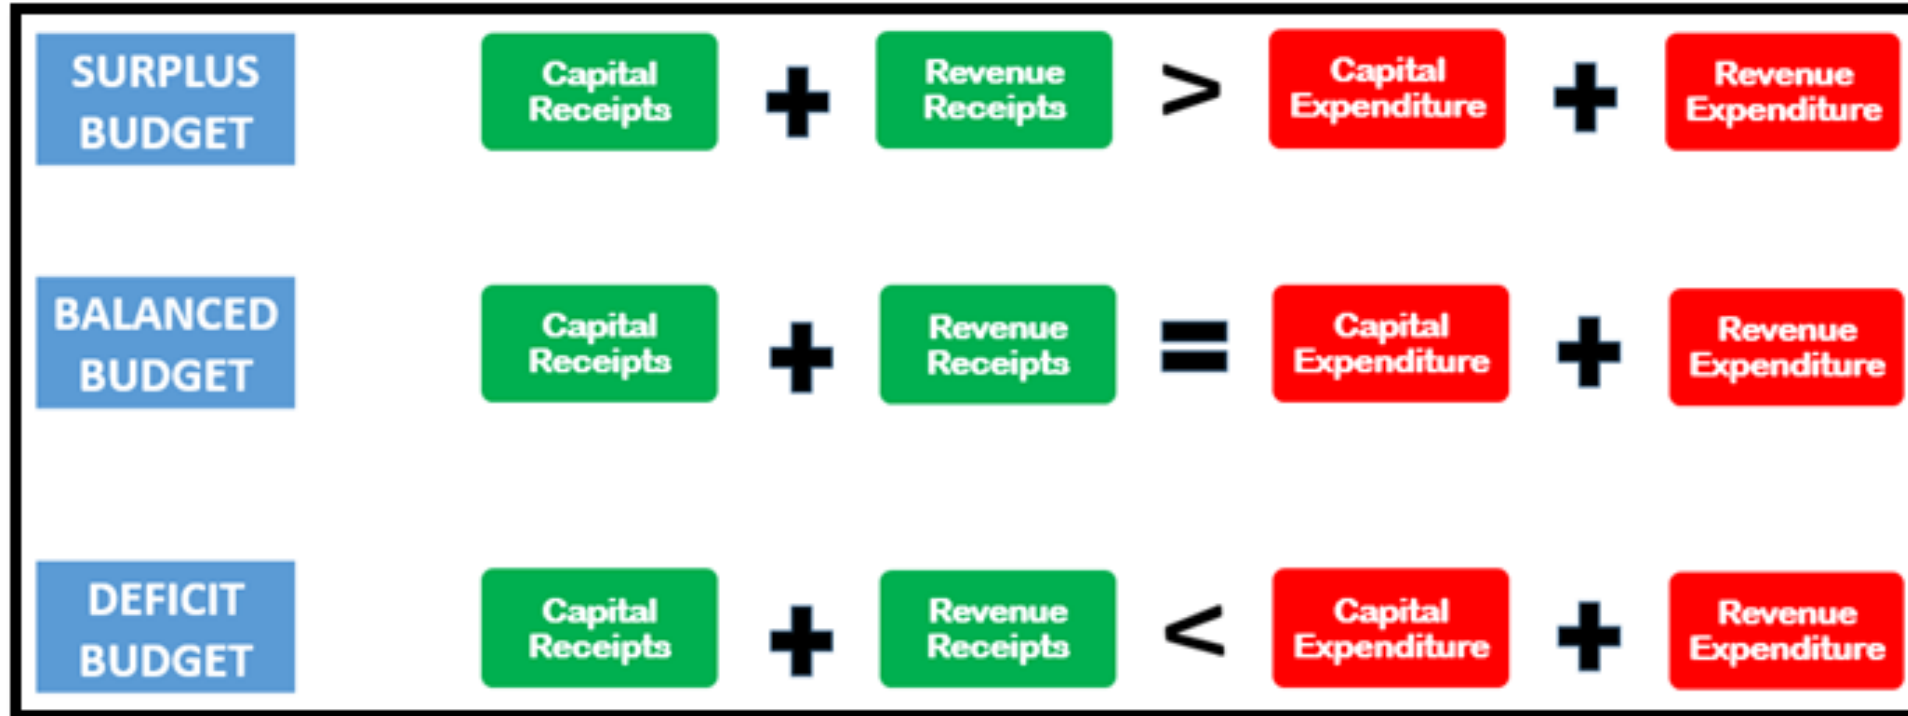 SURPLUS
BUDGET
Capital
Receipts
+
Revenue
Receipts
>
Capital
Expenditure
+
Revenue
Expenditure
BALANCED
BUDGET
Capital
Receipts
+
Revenue
Receipts
=
Capital
Expenditure
+
Revenue
Expenditure
DEFICIT
BUDGET
Capital
Receipts
+
Revenue
Receipts
<
Capital
Expenditure
+
Revenue
Expenditure